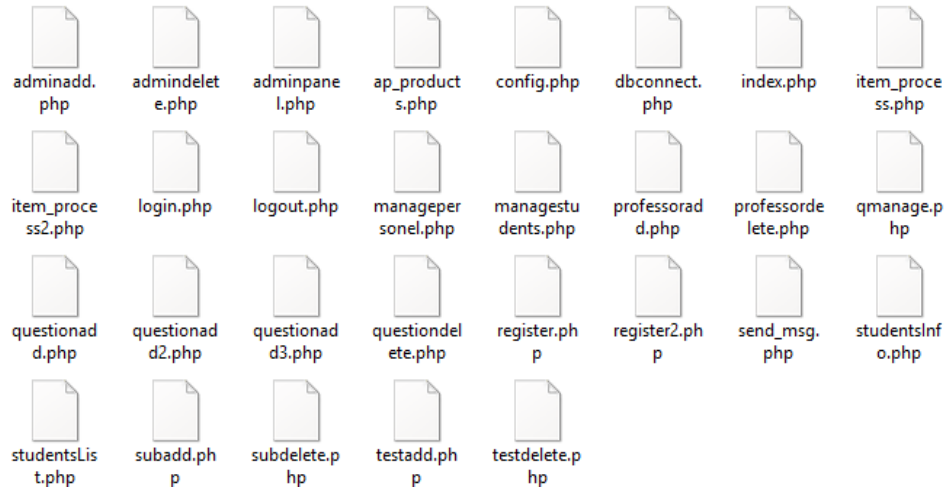 adminadd.
php
admindelet
e.php
adminpane
l.php
ap_product
s.php
config.php
dbconnect.
php
index.php
item_proce
ss.php
item_proce
ss2.php
login.php
logout.php
manageper
sonel.php
managestu
dents.php
professorad
d.php
professorde
lete.php
qmanage.p
hp
questionad
d.php
questionad
d2.php
questionad
d3.php
questiondel
ete.php
register.ph
p
register2.ph
p
send_msg.
php
studentsInf
o.php
studentsLis
t.php
subadd.ph
p
subdelete.p
hp
testadd.ph
p
testdelete.p
hp